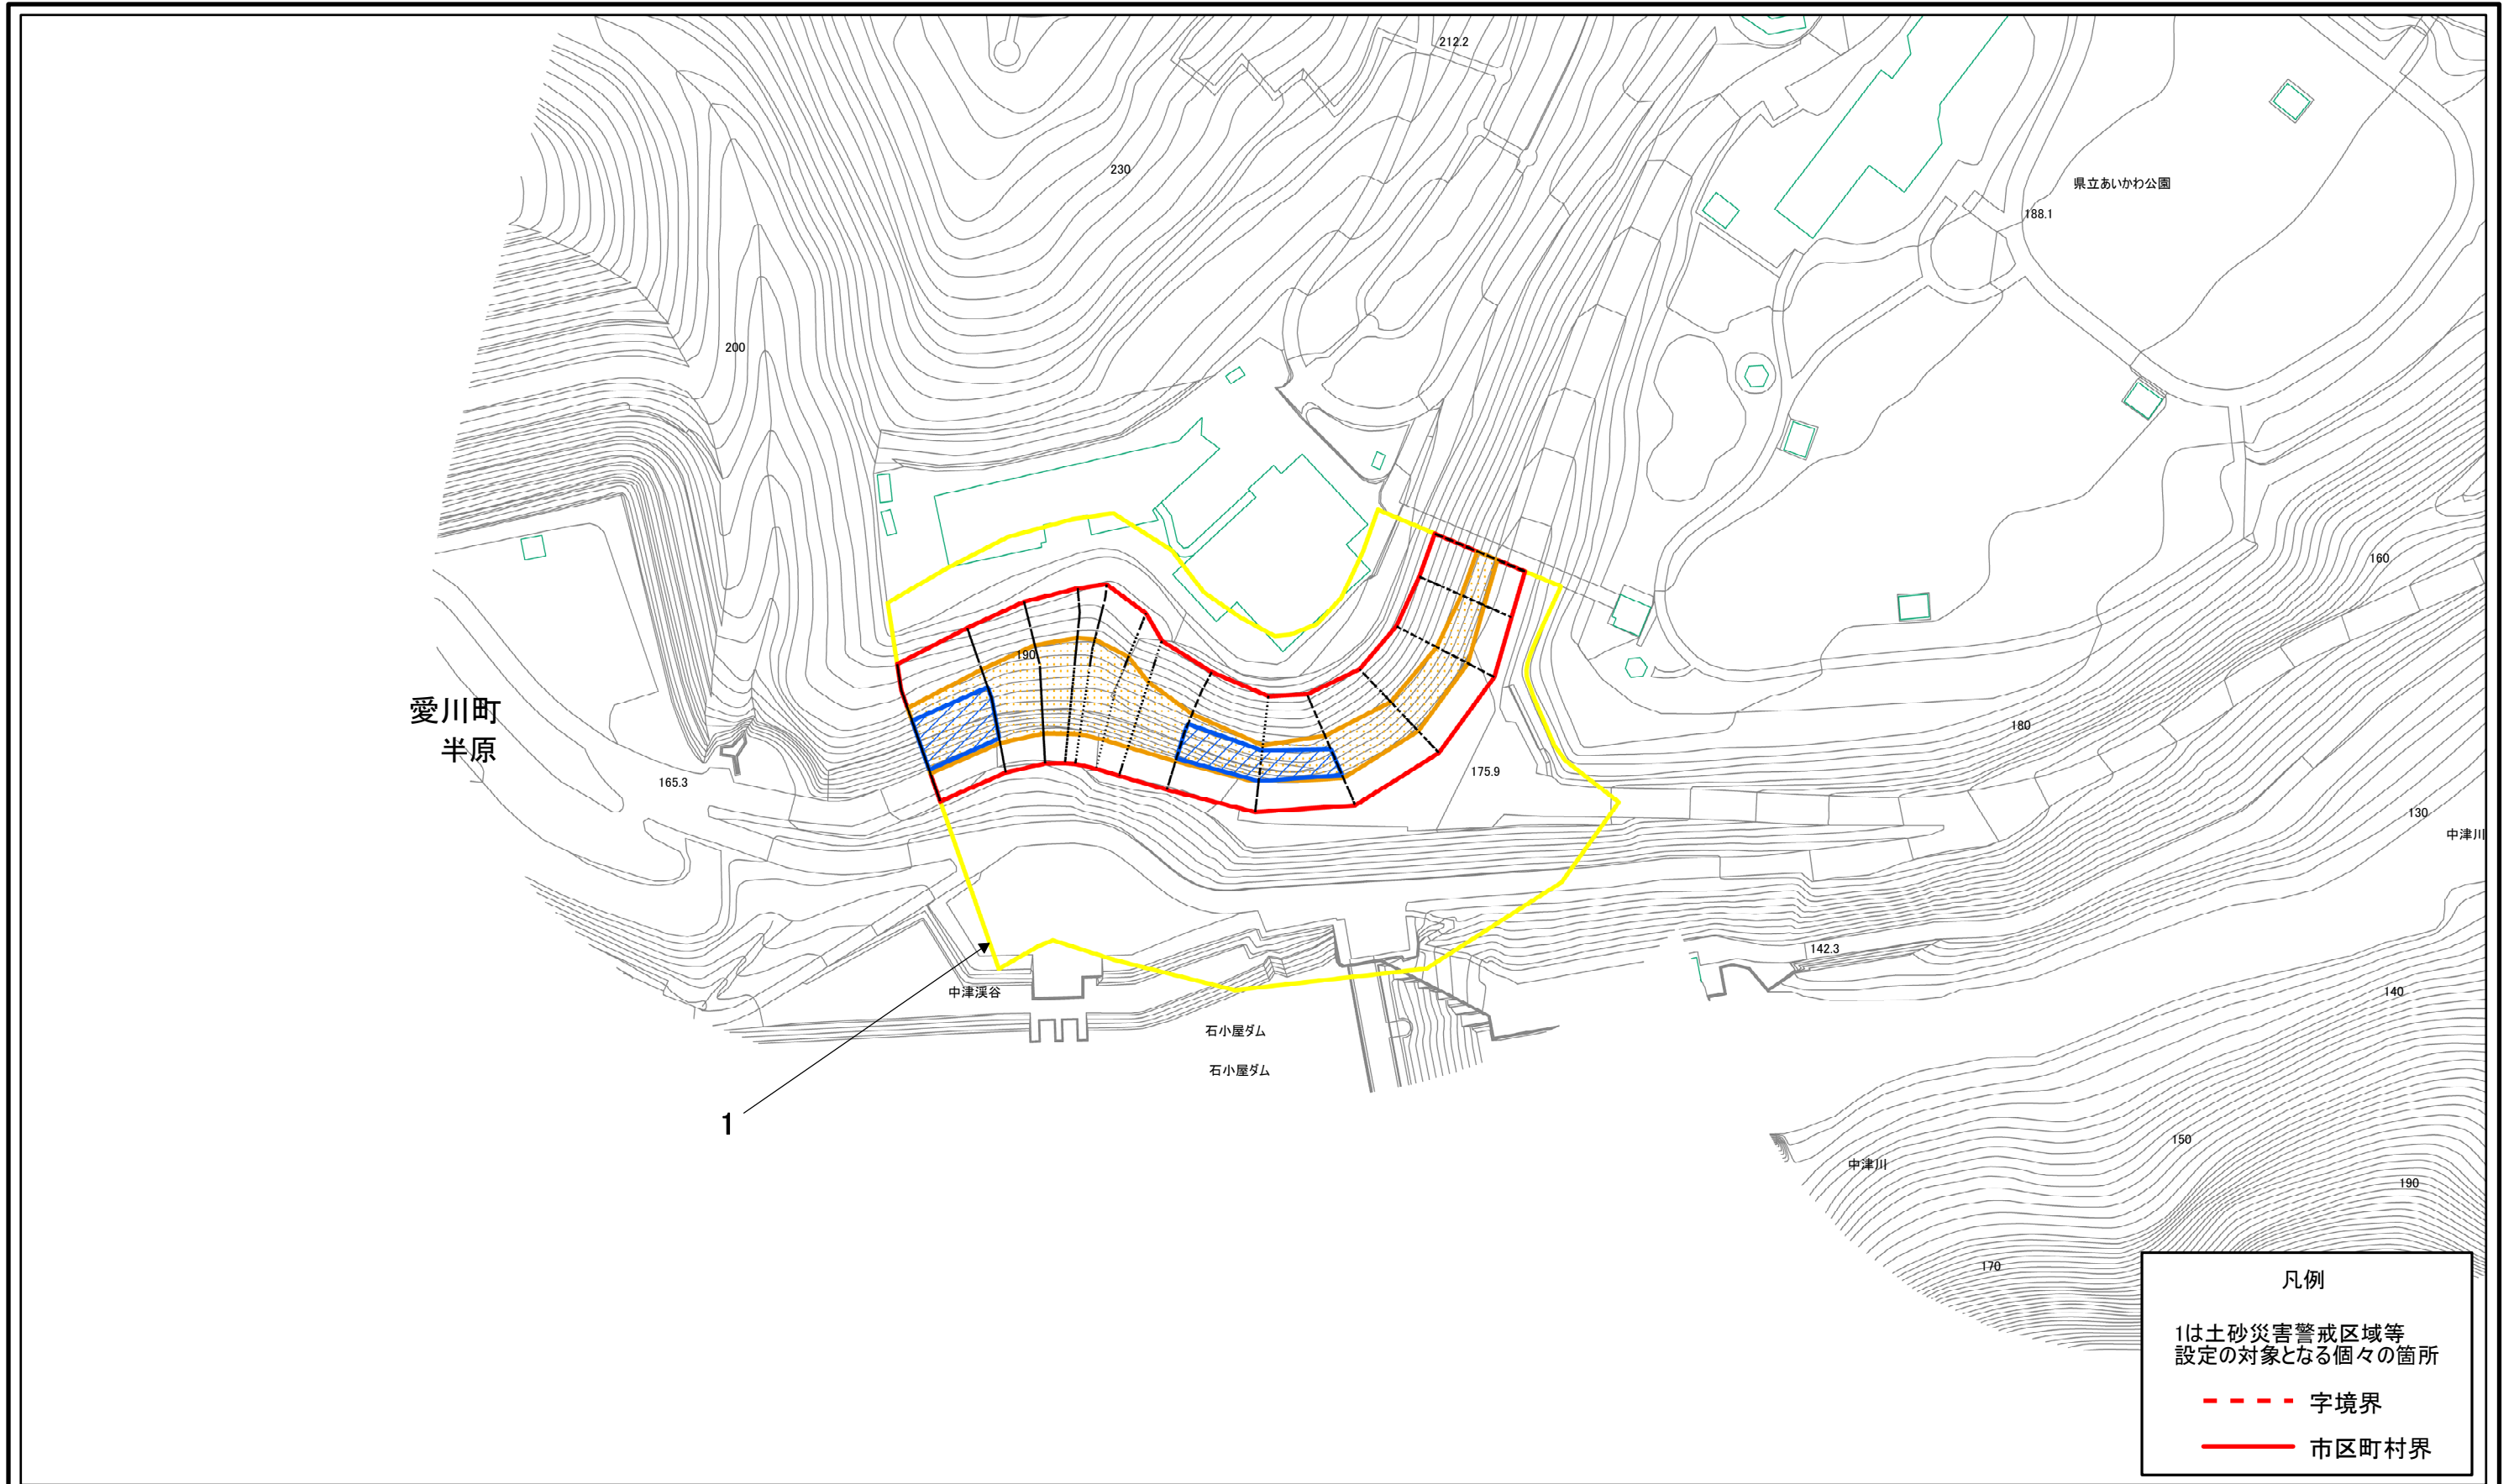 212.2
230
県立あいかわ公園
188.1
200
160
190
愛川町
半原
180
165.3
175.9
130
中津川
142.3
中津渓谷
140
石小屋ダム
石小屋ダム
1
150
中津川
190
170
凡例
1は土砂災害警戒区域等
設定の対象となる個々の箇所
字境界
市区町村界